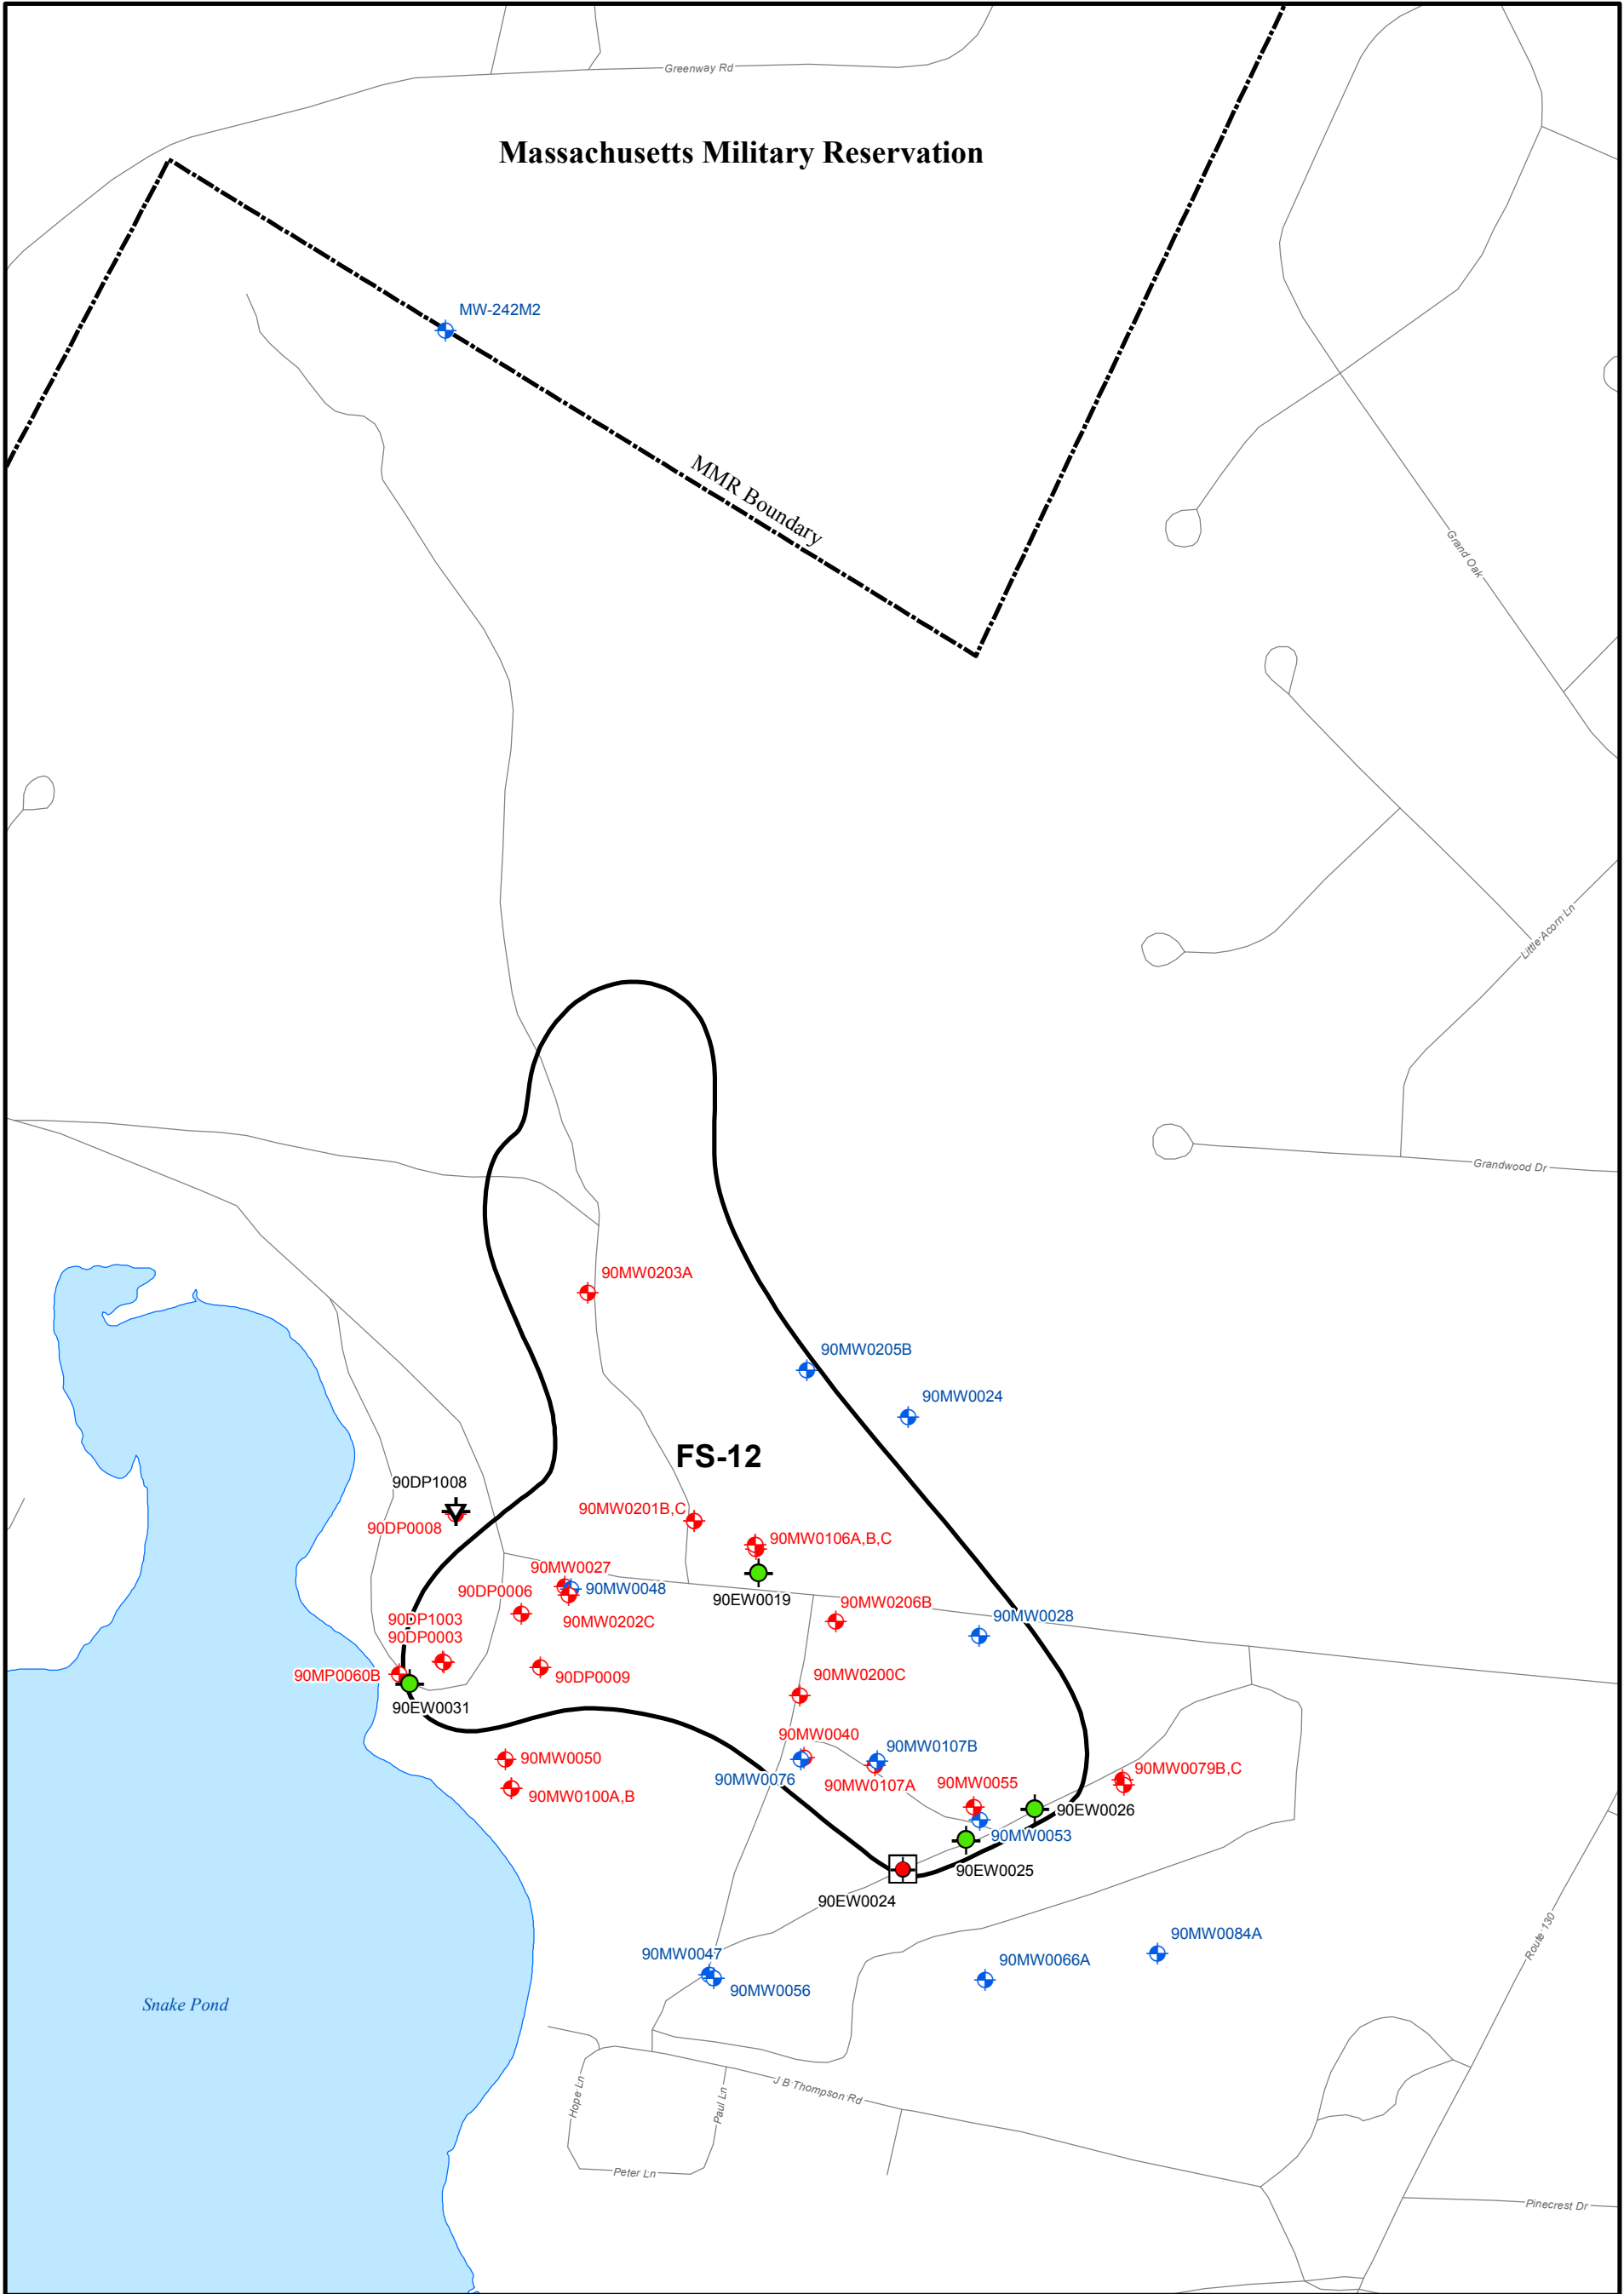 Greenway Rd
Massachusetts Military Reservation
MW-242M2
MMR Boundary
Grand Oak
Little Acorn Ln
Grandwood Dr
90MW0203A
90MW0205B
90MW0024
FS-12
90DP1008
90DP0008
90MW0201B,C
90MW0106A,B,C
90MW0027
90MW0048
90DP0006
90EW0019
90MW0202C
90MW0206B
90MW0028
90DP1003
90DP0003
90MP0060B
90DP0009
90MW0200C
90EW0031
90MW0040
90MW0107B
90MW0050
90MW0076
90MW0107A
90MW0055
90MW0079B,C
90MW0100A,B
90EW0026
90MW0053
90EW0025
90EW0024
90MW0047
90MW0056
90MW0066A
90MW0084A
Route 130
Snake Pond
Hope Ln
Paul Ln
J B Thompson Rd
Peter Ln
Pinecrest Dr